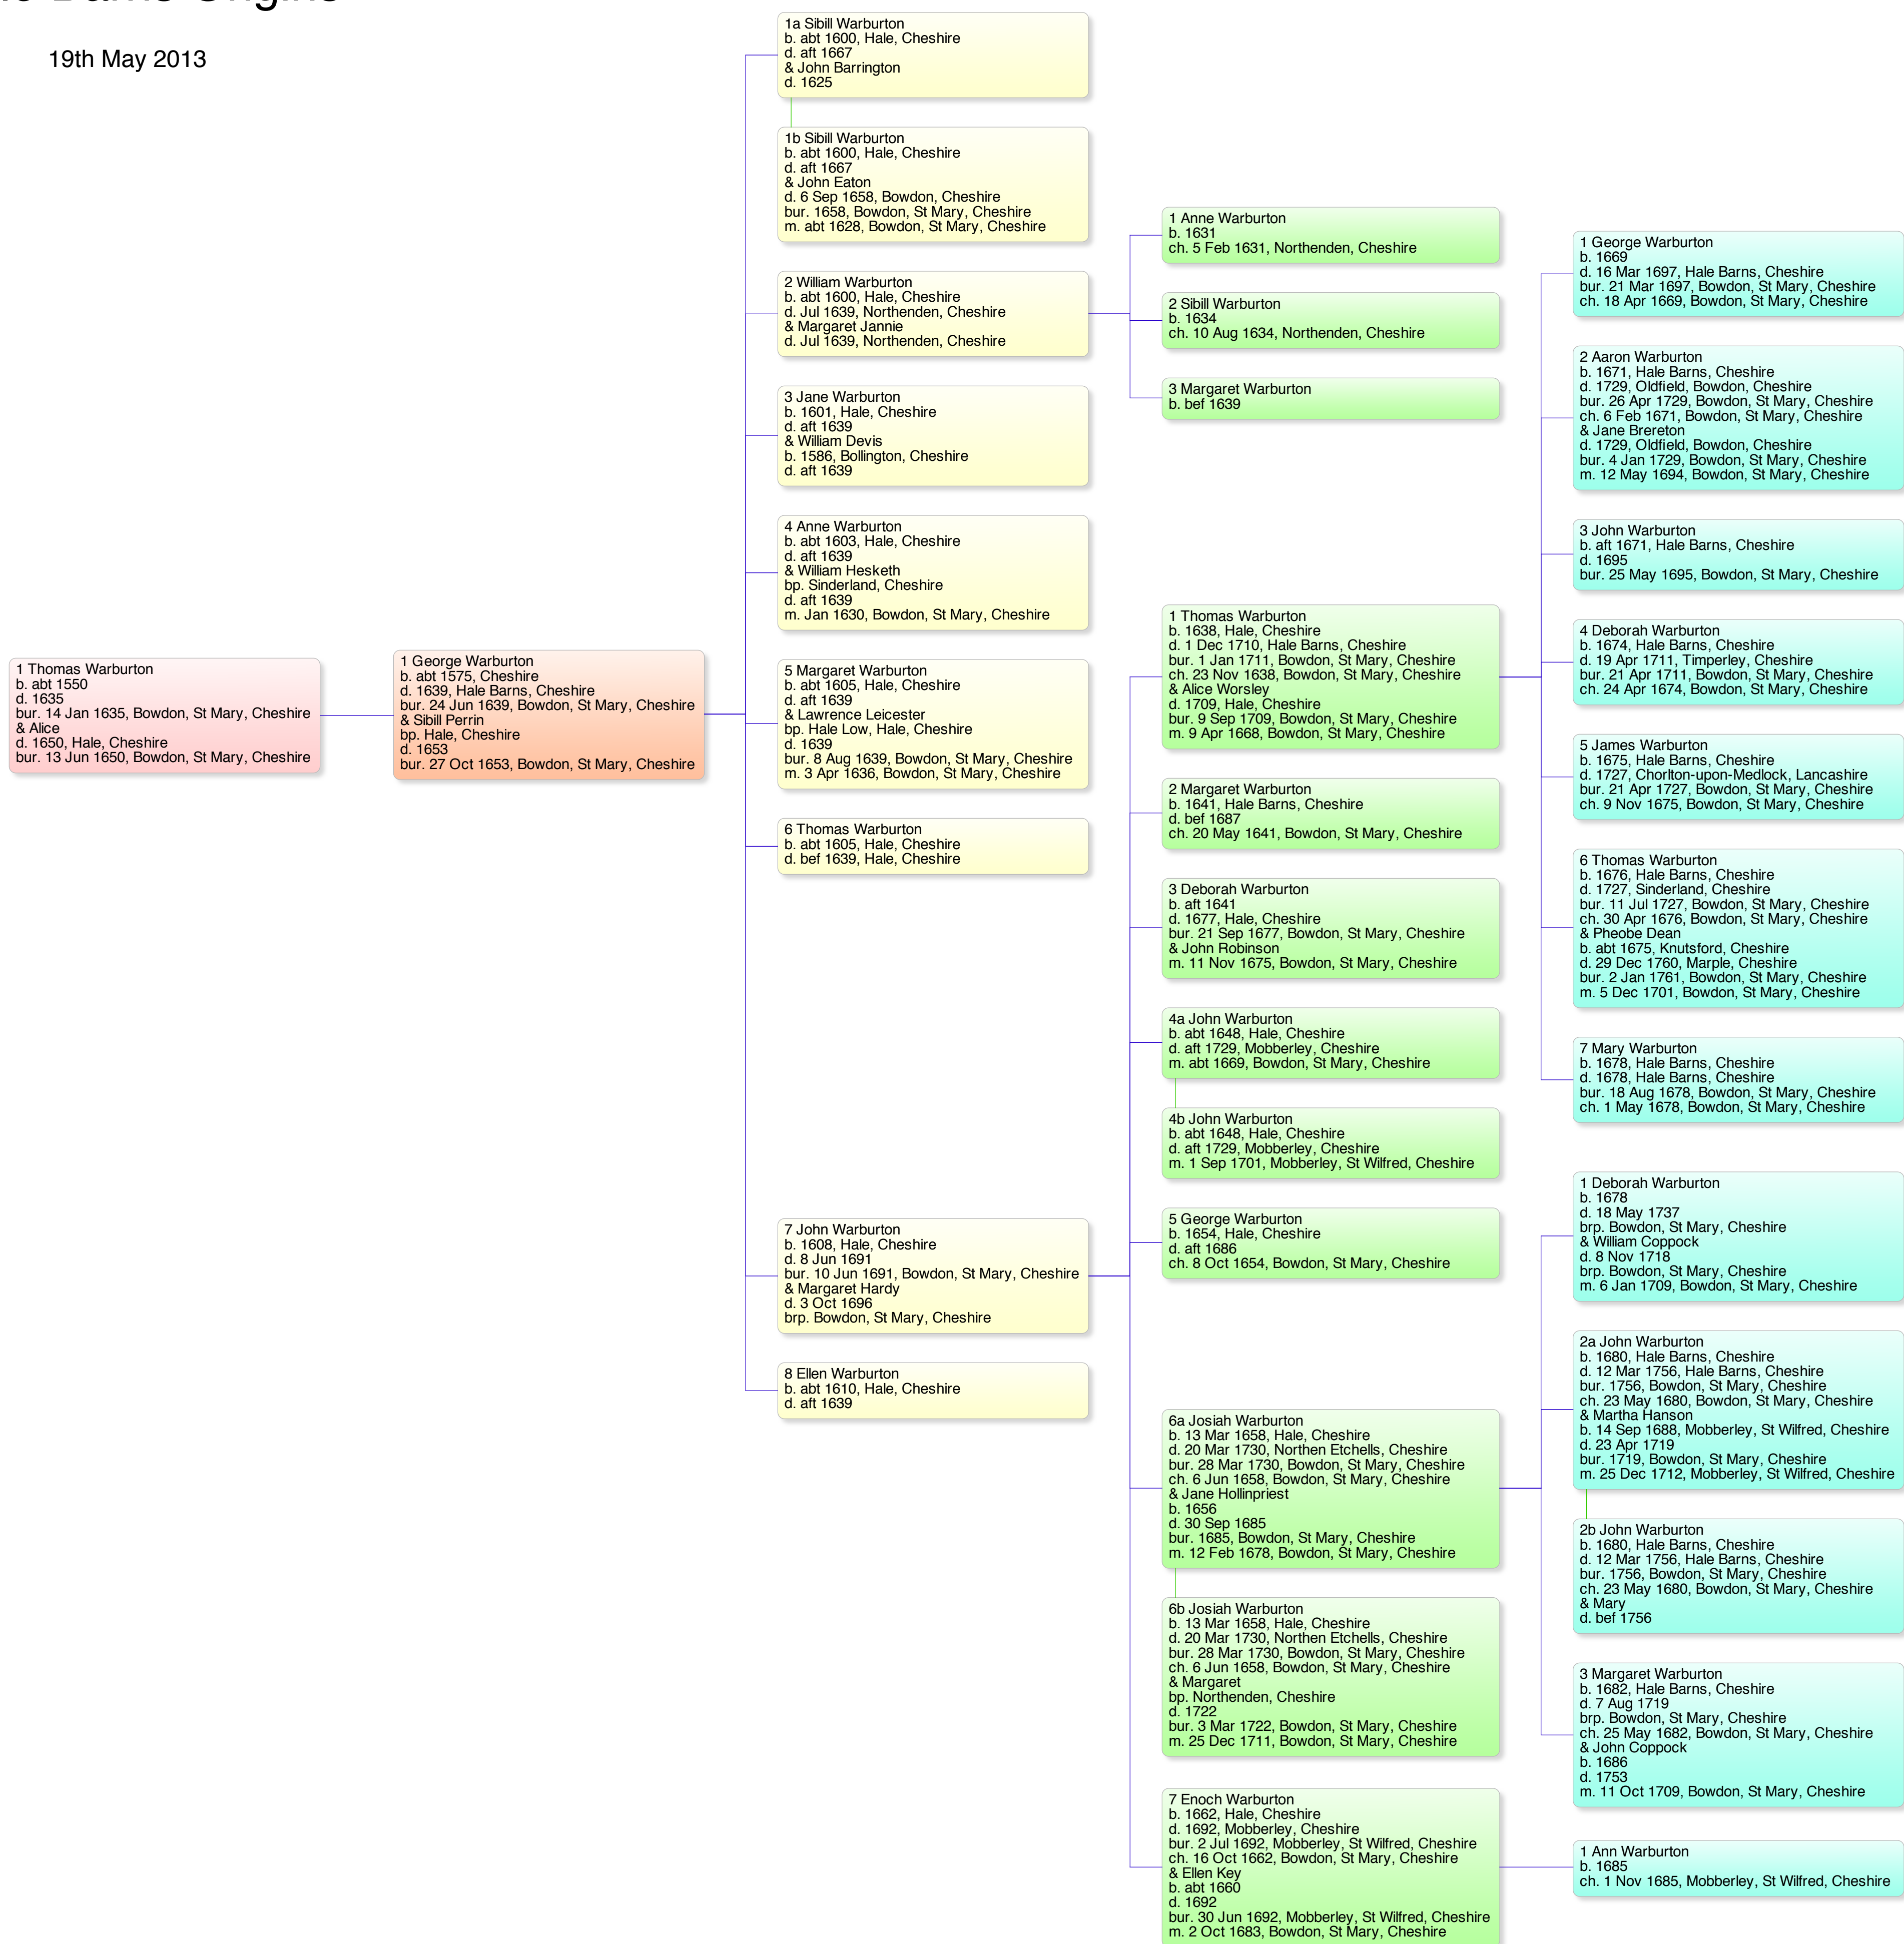 Origins
19th May 2013
1 Thomas Warburton
b. abt 1550
d. 1635
bur. 14 Jan 1635, Bowdon, St Mary, Cheshire
& Alice
d. 1650, Hale, Cheshire
bur. 13 Jun 1650, Bowdon, St Mary, Cheshire
1 George Warburton
b. abt 1575, Cheshire
d. 1639, Hale Barns, Cheshire
bur. 24 Jun 1639, Bowdon, St Mary, Cheshire
& Sibill Perrin
bp. Hale, Cheshire
d. 1653
bur. 27 Oct 1653, Bowdon, St Mary, Cheshire
1a Sibill Warburton
b. abt 1600, Hale, Cheshire
d. aft 1667
& John Barrington
d. 1625
1b Sibill Warburton
b. abt 1600, Hale, Cheshire
d. aft 1667
& John Eaton
d. 6 Sep 1658, Bowdon, Cheshire
bur. 1658, Bowdon, St Mary, Cheshire
m. abt 1628, Bowdon, St Mary, Cheshire
2 William Warburton
b. abt 1600, Hale, Cheshire
d. Jul 1639, Northenden, Cheshire
& Margaret Jannie
d. Jul 1639, Northenden, Cheshire
3 Jane Warburton
b. 1601, Hale, Cheshire
d. aft 1639
& William Devis
b. 1586, Bollington, Cheshire
d. aft 1639
4 Anne Warburton
b. abt 1603, Hale, Cheshire
d. aft 1639
& William Hesketh
bp. Sinderland, Cheshire
d. aft 1639
m. Jan 1630, Bowdon, St Mary, Cheshire
5 Margaret Warburton
b. abt 1605, Hale, Cheshire
d. aft 1639
& Lawrence Leicester
bp. Hale Low, Hale, Cheshire
d. 1639
bur. 8 Aug 1639, Bowdon, St Mary, Cheshire
m. 3 Apr 1636, Bowdon, St Mary, Cheshire
6 Thomas Warburton
b. abt 1605, Hale, Cheshire
d. bef 1639, Hale, Cheshire
7 John Warburton
b. 1608, Hale, Cheshire
d. 8 Jun 1691
bur. 10 Jun 1691, Bowdon, St Mary, Cheshire
& Margaret Hardy
d. 3 Oct 1696
brp. Bowdon, St Mary, Cheshire
8 Ellen Warburton
b. abt 1610, Hale, Cheshire
d. aft 1639
1 Anne Warburton
b. 1631
ch. 5 Feb 1631, Northenden, Cheshire
2 Sibill Warburton
b. 1634
ch. 10 Aug 1634, Northenden, Cheshire
3 Margaret Warburton
b. bef 1639
1 Thomas Warburton
b. 1638, Hale, Cheshire
d. 1 Dec 1710, Hale Barns, Cheshire
bur. 1 Jan 1711, Bowdon, St Mary, Cheshire
ch. 23 Nov 1638, Bowdon, St Mary, Cheshire
& Alice Worsley
d. 1709, Hale, Cheshire
bur. 9 Sep 1709, Bowdon, St Mary, Cheshire
m. 9 Apr 1668, Bowdon, St Mary, Cheshire
2 Margaret Warburton
b. 1641, Hale Barns, Cheshire
d. bef 1687
ch. 20 May 1641, Bowdon, St Mary, Cheshire
3 Deborah Warburton
b. aft 1641
d. 1677, Hale, Cheshire
bur. 21 Sep 1677, Bowdon, St Mary, Cheshire
& John Robinson
m. 11 Nov 1675, Bowdon, St Mary, Cheshire
4a John Warburton
b. abt 1648, Hale, Cheshire
d. aft 1729, Mobberley, Cheshire
m. abt 1669, Bowdon, St Mary, Cheshire
4b John Warburton
b. abt 1648, Hale, Cheshire
d. aft 1729, Mobberley, Cheshire
m. 1 Sep 1701, Mobberley, St Wilfred, Cheshire
5 George Warburton
b. 1654, Hale, Cheshire
d. aft 1686
ch. 8 Oct 1654, Bowdon, St Mary, Cheshire
6a Josiah Warburton
b. 13 Mar 1658, Hale, Cheshire
d. 20 Mar 1730, Northen Etchells, Cheshire
bur. 28 Mar 1730, Bowdon, St Mary, Cheshire
ch. 6 Jun 1658, Bowdon, St Mary, Cheshire
& Jane Hollinpriest
b. 1656
d. 30 Sep 1685
bur. 1685, Bowdon, St Mary, Cheshire
m. 12 Feb 1678, Bowdon, St Mary, Cheshire
6b Josiah Warburton
b. 13 Mar 1658, Hale, Cheshire
d. 20 Mar 1730, Northen Etchells, Cheshire
bur. 28 Mar 1730, Bowdon, St Mary, Cheshire
ch. 6 Jun 1658, Bowdon, St Mary, Cheshire
& Margaret
bp. Northenden, Cheshire
d. 1722
bur. 3 Mar 1722, Bowdon, St Mary, Cheshire
m. 25 Dec 1711, Bowdon, St Mary, Cheshire
7 Enoch Warburton
b. 1662, Hale, Cheshire
d. 1692, Mobberley, Cheshire
bur. 2 Jul 1692, Mobberley, St Wilfred, Cheshire
ch. 16 Oct 1662, Bowdon, St Mary, Cheshire
& Ellen Key
b. abt 1660
d. 1692
bur. 30 Jun 1692, Mobberley, St Wilfred, Cheshire
m. 2 Oct 1683, Bowdon, St Mary, Cheshire
1 George Warburton
b. 1669
d. 16 Mar 1697, Hale Barns, Cheshire
bur. 21 Mar 1697, Bowdon, St Mary, Cheshire
ch. 18 Apr 1669, Bowdon, St Mary, Cheshire
2 Aaron Warburton
b. 1671, Hale Barns, Cheshire
d. 1729, Oldfield, Bowdon, Cheshire
bur. 26 Apr 1729, Bowdon, St Mary, Cheshire
ch. 6 Feb 1671, Bowdon, St Mary, Cheshire
& Jane Brereton
d. 1729, Oldfield, Bowdon, Cheshire
bur. 4 Jan 1729, Bowdon, St Mary, Cheshire
m. 12 May 1694, Bowdon, St Mary, Cheshire
3 John Warburton
b. aft 1671, Hale Barns, Cheshire
d. 1695
bur. 25 May 1695, Bowdon, St Mary, Cheshire
4 Deborah Warburton
b. 1674, Hale Barns, Cheshire
d. 19 Apr 1711, Timperley, Cheshire
bur. 21 Apr 1711, Bowdon, St Mary, Cheshire
ch. 24 Apr 1674, Bowdon, St Mary, Cheshire
5 James Warburton
b. 1675, Hale Barns, Cheshire
d. 1727, Chorlton-upon-Medlock, Lancashire
bur. 21 Apr 1727, Bowdon, St Mary, Cheshire
ch. 9 Nov 1675, Bowdon, St Mary, Cheshire
6 Thomas Warburton
b. 1676, Hale Barns, Cheshire
d. 1727, Sinderland, Cheshire
bur. 11 Jul 1727, Bowdon, St Mary, Cheshire
ch. 30 Apr 1676, Bowdon, St Mary, Cheshire
& Pheobe Dean
b. abt 1675, Knutsford, Cheshire
d. 29 Dec 1760, Marple, Cheshire
bur. 2 Jan 1761, Bowdon, St Mary, Cheshire
m. 5 Dec 1701, Bowdon, St Mary, Cheshire
7 Mary Warburton
b. 1678, Hale Barns, Cheshire
d. 1678, Hale Barns, Cheshire
bur. 18 Aug 1678, Bowdon, St Mary, Cheshire
ch. 1 May 1678, Bowdon, St Mary, Cheshire
1 Deborah Warburton
b. 1678
d. 18 May 1737
brp. Bowdon, St Mary, Cheshire
& William Coppock
d. 8 Nov 1718
brp. Bowdon, St Mary, Cheshire
m. 6 Jan 1709, Bowdon, St Mary, Cheshire
2a John Warburton
b. 1680, Hale Barns, Cheshire
d. 12 Mar 1756, Hale Barns, Cheshire
bur. 1756, Bowdon, St Mary, Cheshire
ch. 23 May 1680, Bowdon, St Mary, Cheshire
& Martha Hanson
b. 14 Sep 1688, Mobberley, St Wilfred, Cheshire
d. 23 Apr 1719
bur. 1719, Bowdon, St Mary, Cheshire
m. 25 Dec 1712, Mobberley, St Wilfred, Cheshire
2b John Warburton
b. 1680, Hale Barns, Cheshire
d. 12 Mar 1756, Hale Barns, Cheshire
bur. 1756, Bowdon, St Mary, Cheshire
ch. 23 May 1680, Bowdon, St Mary, Cheshire
& Mary
d. bef 1756
3 Margaret Warburton
b. 1682, Hale Barns, Cheshire
d. 7 Aug 1719
brp. Bowdon, St Mary, Cheshire
ch. 25 May 1682, Bowdon, St Mary, Cheshire
& John Coppock
b. 1686
d. 1753
m. 11 Oct 1709, Bowdon, St Mary, Cheshire
1 Ann Warburton
b. 1685
ch. 1 Nov 1685, Mobberley, St Wilfred, Cheshire